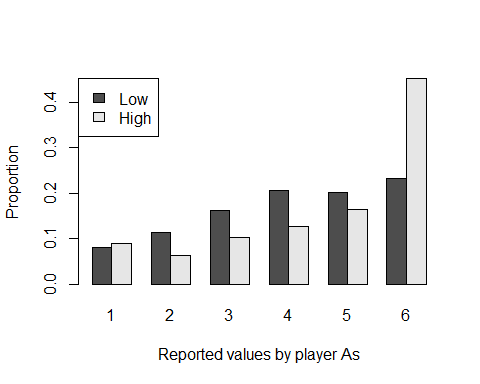 Low
High
Proportion
0.0 0.1 0.2 0.3 0.4
1 2 3 4 5 6
Reported values by player As